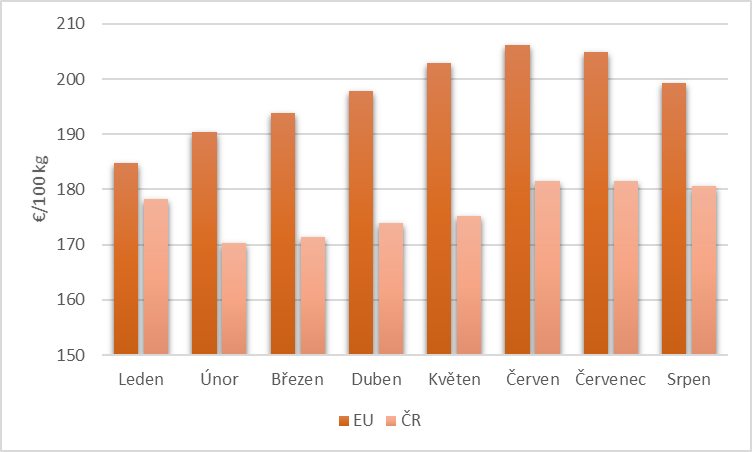 €/100 kg
210
200
190
180
170
160
150
Leden Únor Březen Duben Květen Červen Červenec Srpen
EU ČR